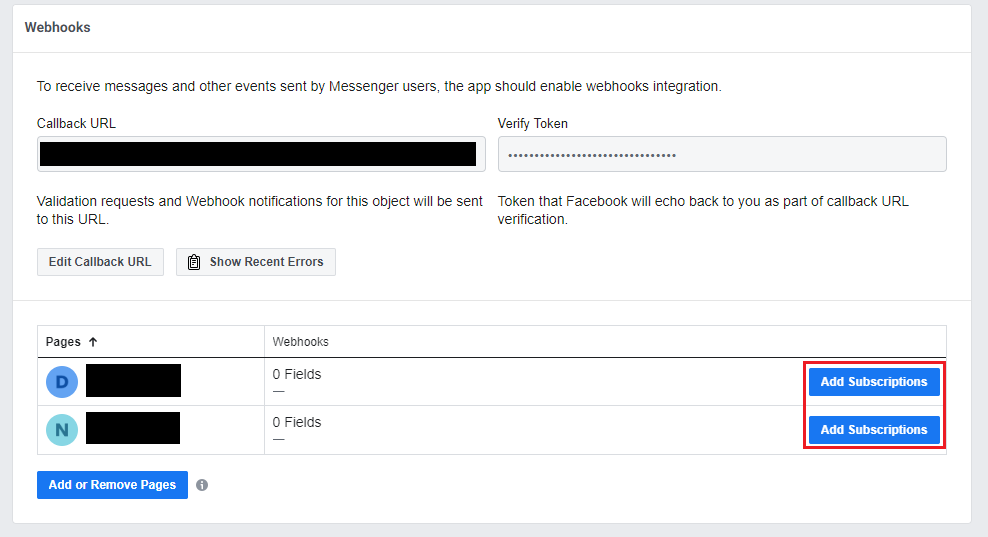 Webhooks
To receive messages and other events sent by Messenger users, the app should enable webhooks integration.
Callback URL
Verify Token
••••••••••••••••••••••••••••••••
Validation requests and Webhook notifications for this object will be sent
to this URL.
Token that Facebook will echo back to you as part of callback URL
verification.
Edit Callback URL
Show Recent Errors
Pages ↑
Webhooks
D
0 Fields
—
Add Subscriptions
N
0 Fields
—
Add Subscriptions
Add or Remove Pages